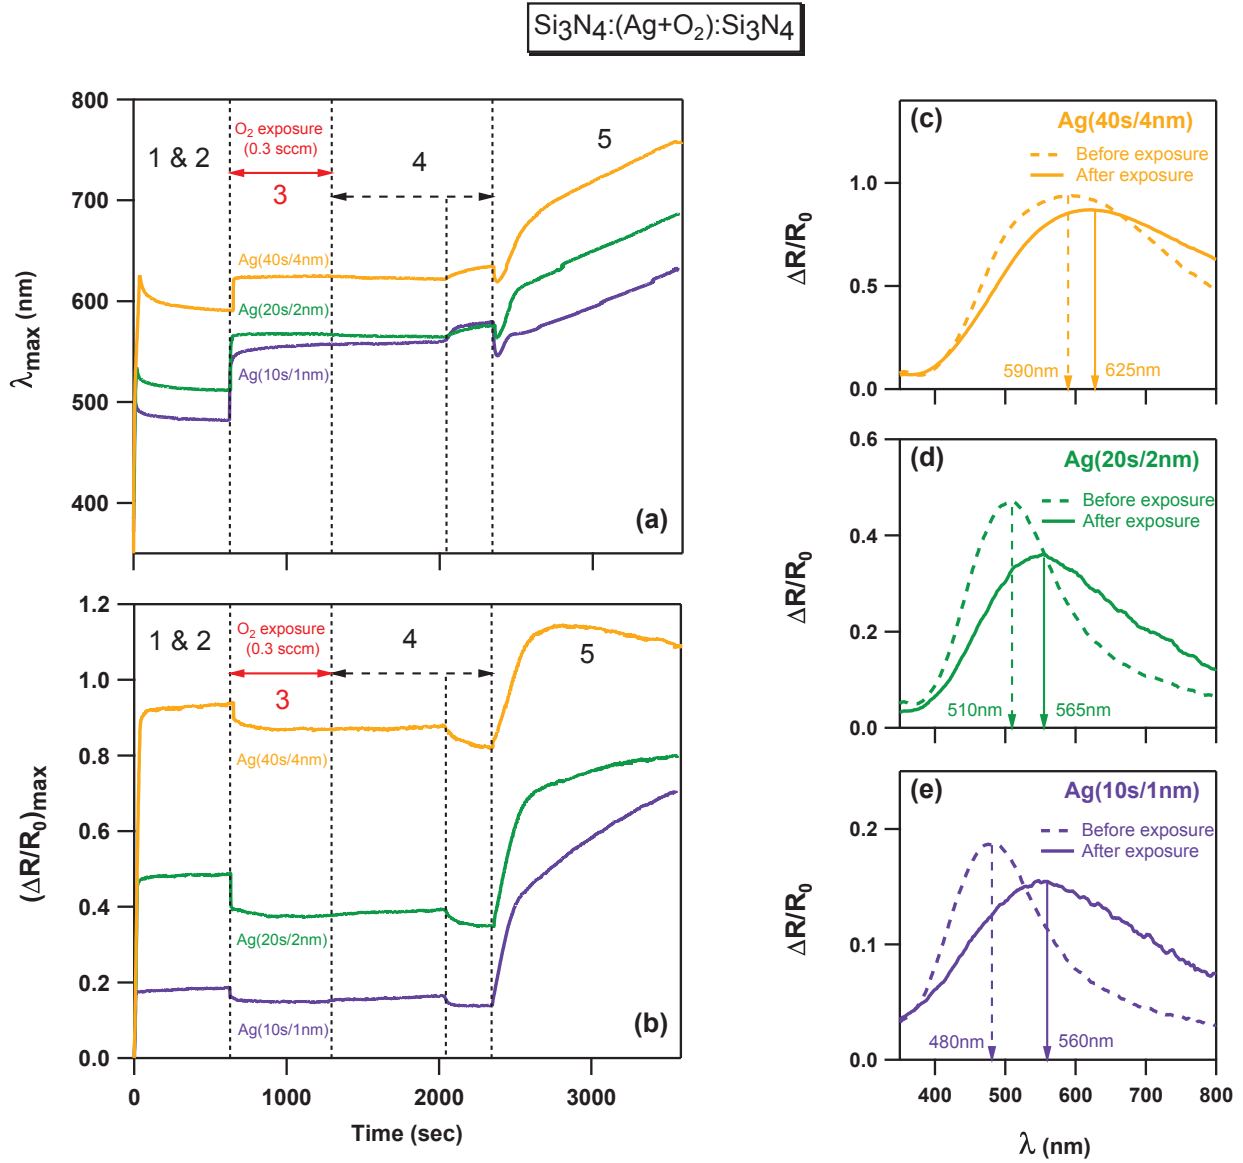 Si₃N₄:(Ag+O₂):Si₃N₄
800
700
600
500
400
λmax (nm)
1 & 2
O₂ exposure
(0.3 sccm)
3
4
5
Ag(40s/4nm)
Ag(20s/2nm)
Ag(10s/1nm)
(a)
1.2
1.0
0.8
0.6
0.4
0.2
0.0
(ΔR/R₀)max
1 & 2
O₂ exposure
(0.3 sccm)
3
4
5
Ag(40s/4nm)
Ag(20s/2nm)
Ag(10s/1nm)
(b)
0
1000
2000
3000
Time (sec)
(c)
Ag(40s/4nm)
Before exposure
After exposure
1.0
0.5
0.0
ΔR/R₀
590nm
625nm
(d)
Ag(20s/2nm)
Before exposure
After exposure
0.6
0.4
0.2
0.0
ΔR/R₀
510nm
565nm
(e)
Ag(10s/1nm)
Before exposure
After exposure
0.2
0.1
0.0
ΔR/R₀
480nm
560nm
400
500
600
700
800
λ (nm)